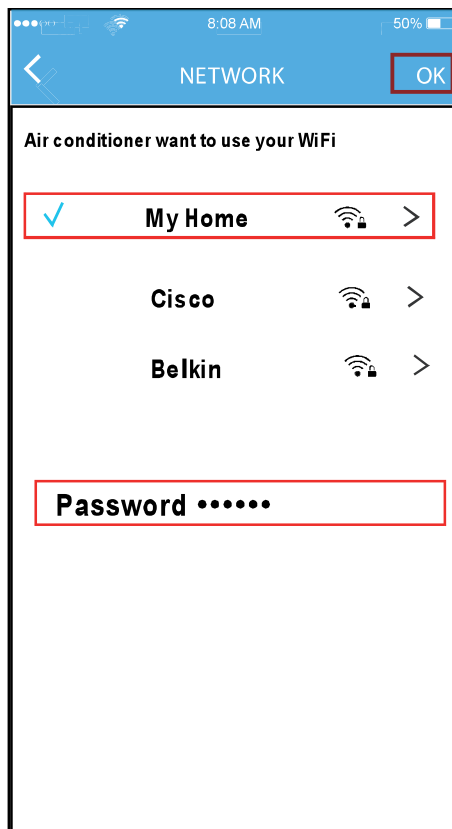 8:08 AM 50%
NETWORK OK
Air conditioner want to use your WiFi
My Home
Cisco
Belkin
Password ••••••